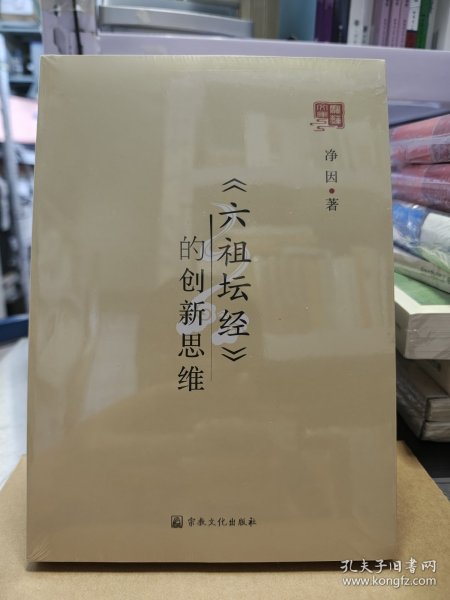 净因·著
《六祖坛经》
的创新思维
宗教文化出版社
孔夫子旧书网
www.kongfz.com